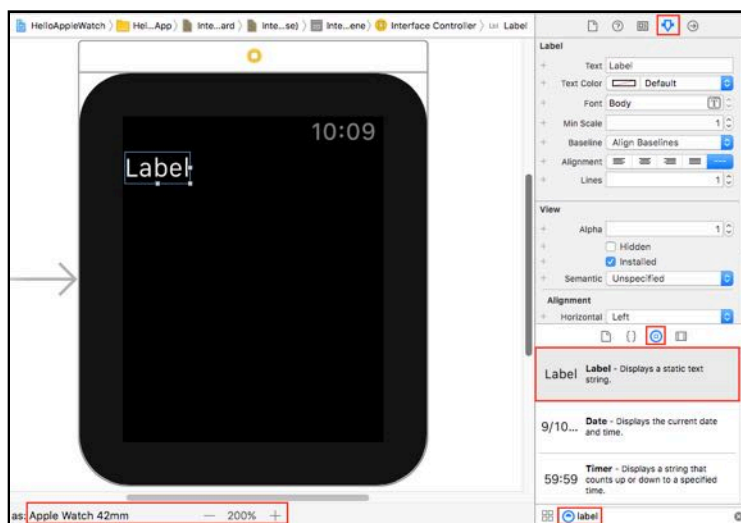 HelloAppleWatch 〉 Hel...App 〉 Inte...ard 〉 Inte...se) 〉 Inte...ene 〉 Interface Controller 〉 Lbl Label
10:09
Label
as: Apple Watch 42mm — 200% +
Label
+ Text Label
+ Text Color Default
+ Font Body T
+ Min Scale 1
+ Baseline Align Baselines
+ Alignment
+ Lines 1
View
+ Alpha 1
+ Hidden
+ Installed
+ Semantic Unspecified
Alignment
+ Horizontal Left
{}
Label Label - Displays a static text
string.
9/10... Date - Displays the current date
and time.
59:59 Timer - Displays a string that
counts up or down to a specified
time.
label